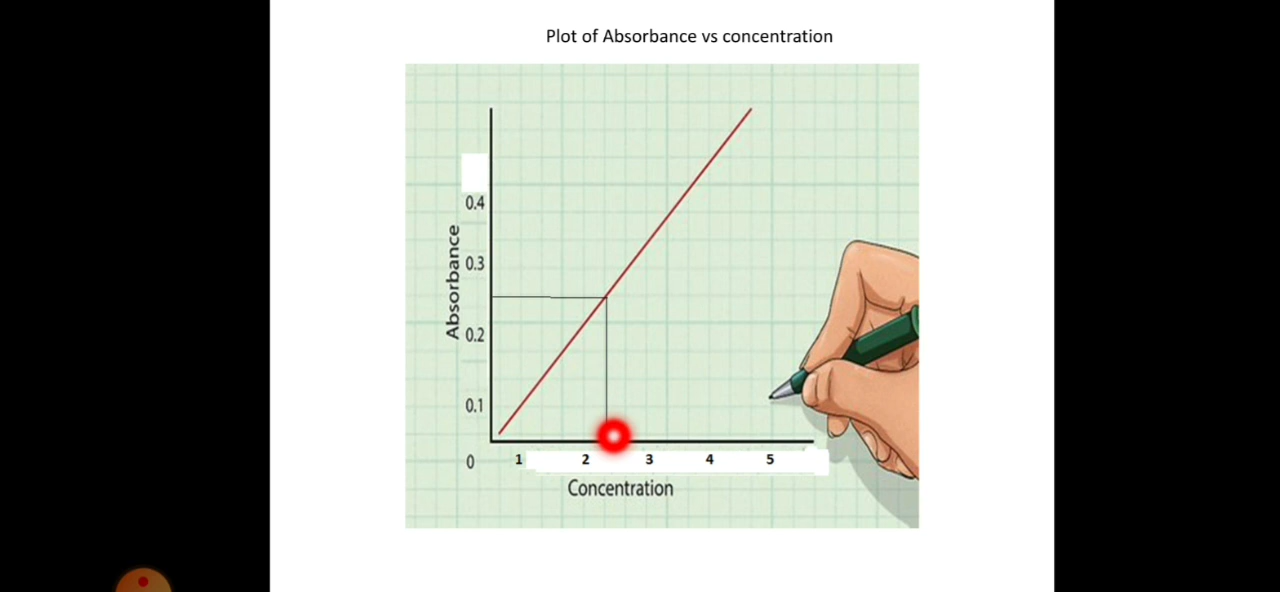 Plot of Absorbance vs concentration
0.4
0.3
0.2
0.1
Absorbance
0 1 2 3 4 5
Concentration